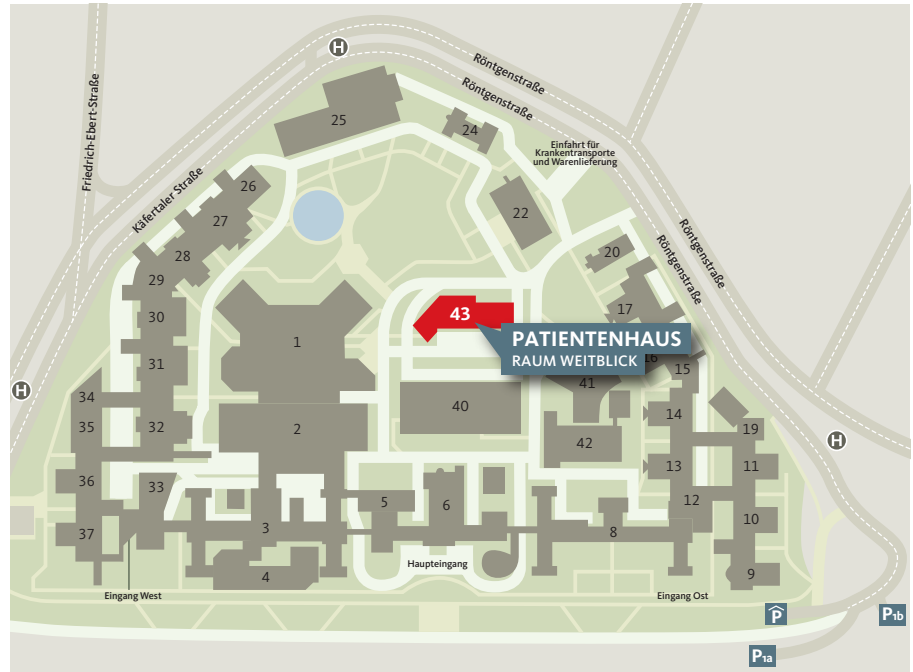 H
Röntgenstraße
Röntgenstraße
Friedrich-Ebert-Straße
25
24
Einfahrt für
Krankentransporte
und Warenlieferung
Käfertaler Straße
26
27
22
28
20
Röntgenstraße
Röntgenstraße
29
30
43
17
1
PATIENTENHAUS
RAUM WEITBLICK
16
31
15
H
34
41
40
14
35
32
2
42
19
H
36
33
13
11
5
6
12
37
3
8
10
Haupteingang
4
9
Eingang West
Eingang Ost
P
P1b
P1a